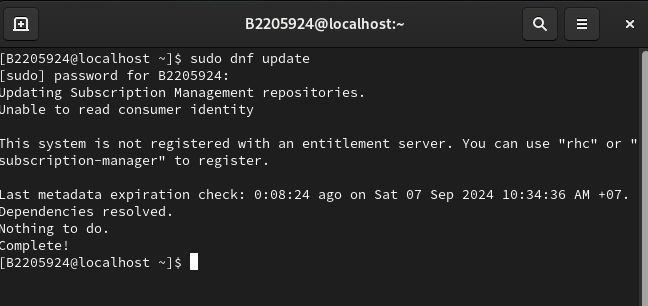 B2205924@localhost:~
[B2205924@localhost ~]$ sudo dnf update
[sudo] password for B2205924:
Updating Subscription Management repositories.
Unable to read consumer identity
This system is not registered with an entitlement server. You can use "rhc" or "
subscription-manager" to register.
Last metadata expiration check: 0:08:24 ago on Sat 07 Sep 2024 10:34:36 AM +07.
Dependencies resolved.
Nothing to do.
Complete!
[B2205924@localhost ~]$